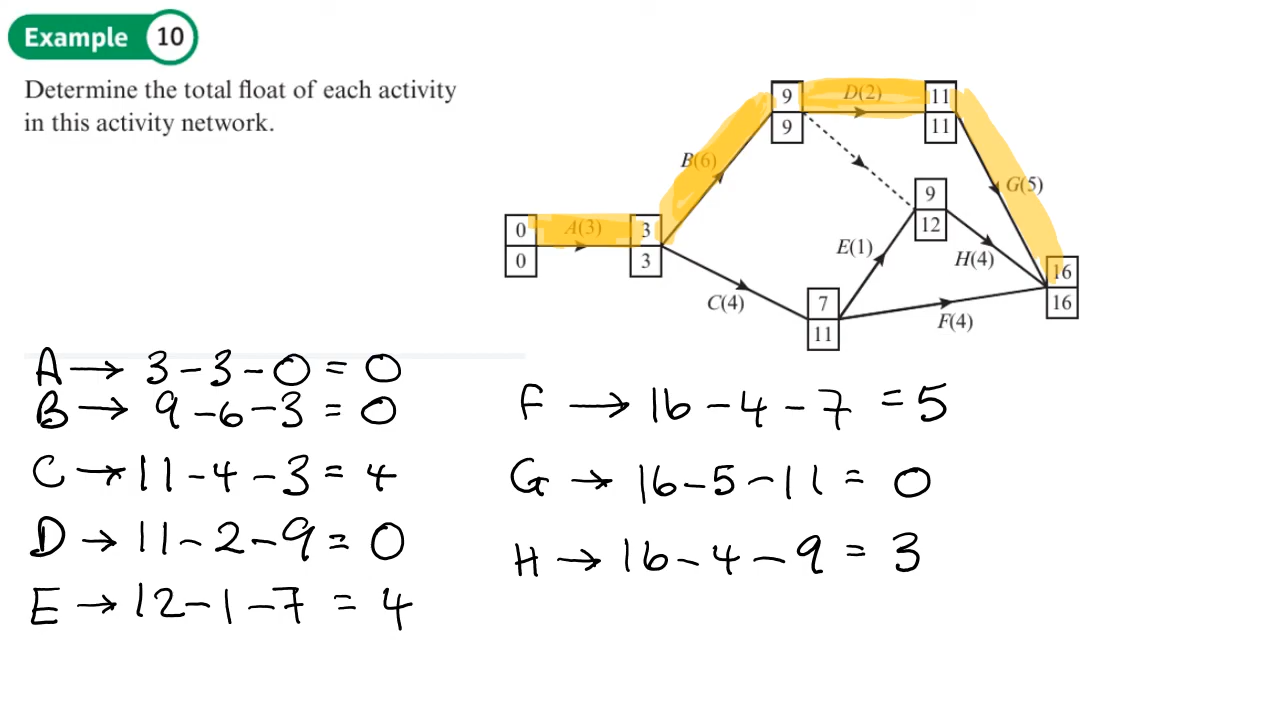 Example 10
Determine the total float of each activity
in this activity network.
9
9
D(2)
11
11
B(6)
G(5)
9
12
0
0
A(3)
3
3
E(1)
H(4)
16
16
C(4)
7
11
F(4)
A → 3 - 3 - 0 = 0
B → 9 - 6 - 3 = 0
C → 11 - 4 - 3 = 4
D → 11 - 2 - 9 = 0
E → 12 - 1 - 7 = 4
F → 16 - 4 - 7 = 5
G → 16 - 5 - 11 = 0
H → 16 - 4 - 9 = 3